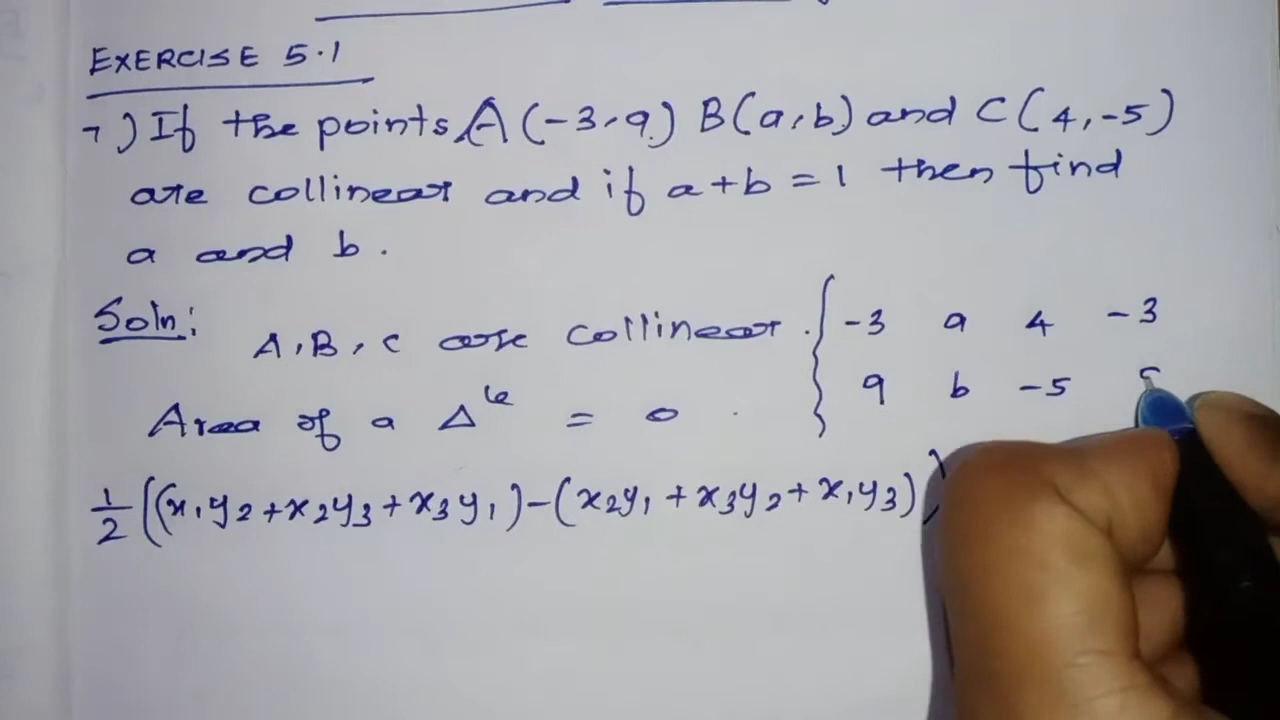 EXERCISE 5.1
7) If the points A(-3,9) B(a,b) and C(4,-5)
are collinear and if a+b=1 then find
a and b.
Soln: A,B,C are collinear. { -3 a 4 -3
9 b -5
Area of a Δle = 0.
1/2 ((x₁y₂+x₂y₃+x₃y₁)-(x₂y₁+x₃y₂+x₁y₃))